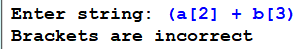 Enter string: (a[2] + b[3)
Brackets are incorrect